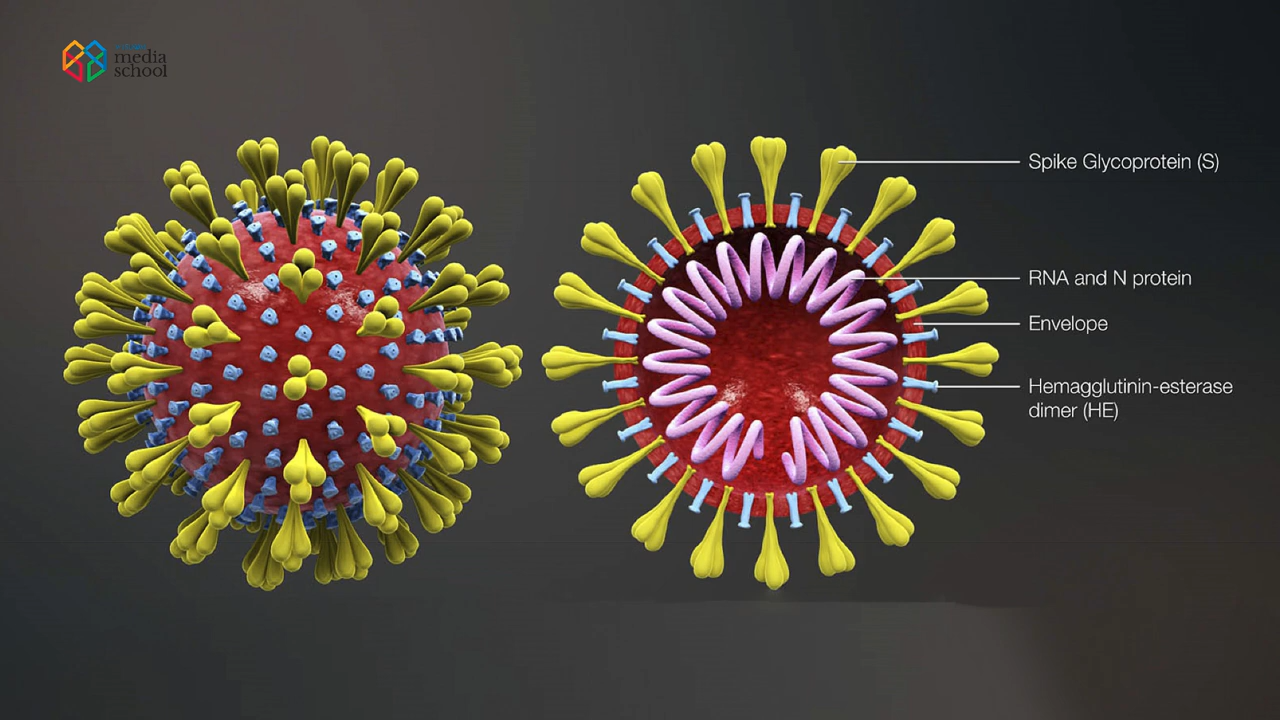 media
school
Spike Glycoprotein (S)
RNA and N protein
Envelope
Hemagglutinin-esterase
dimer (HE)